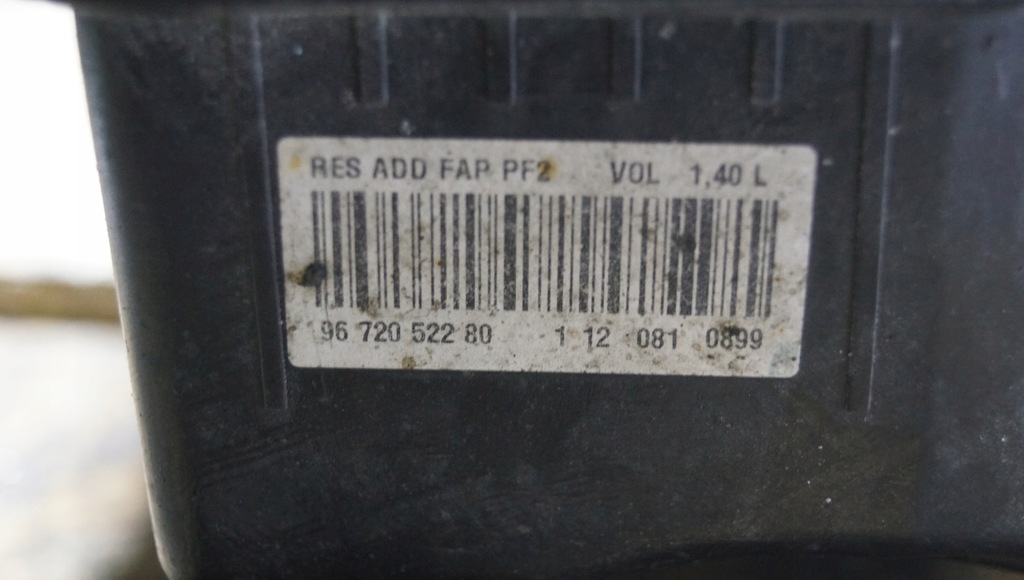 RES ADD FAP PF2 VOL 1,40 L
96 720 522 80 1 12 081 0899